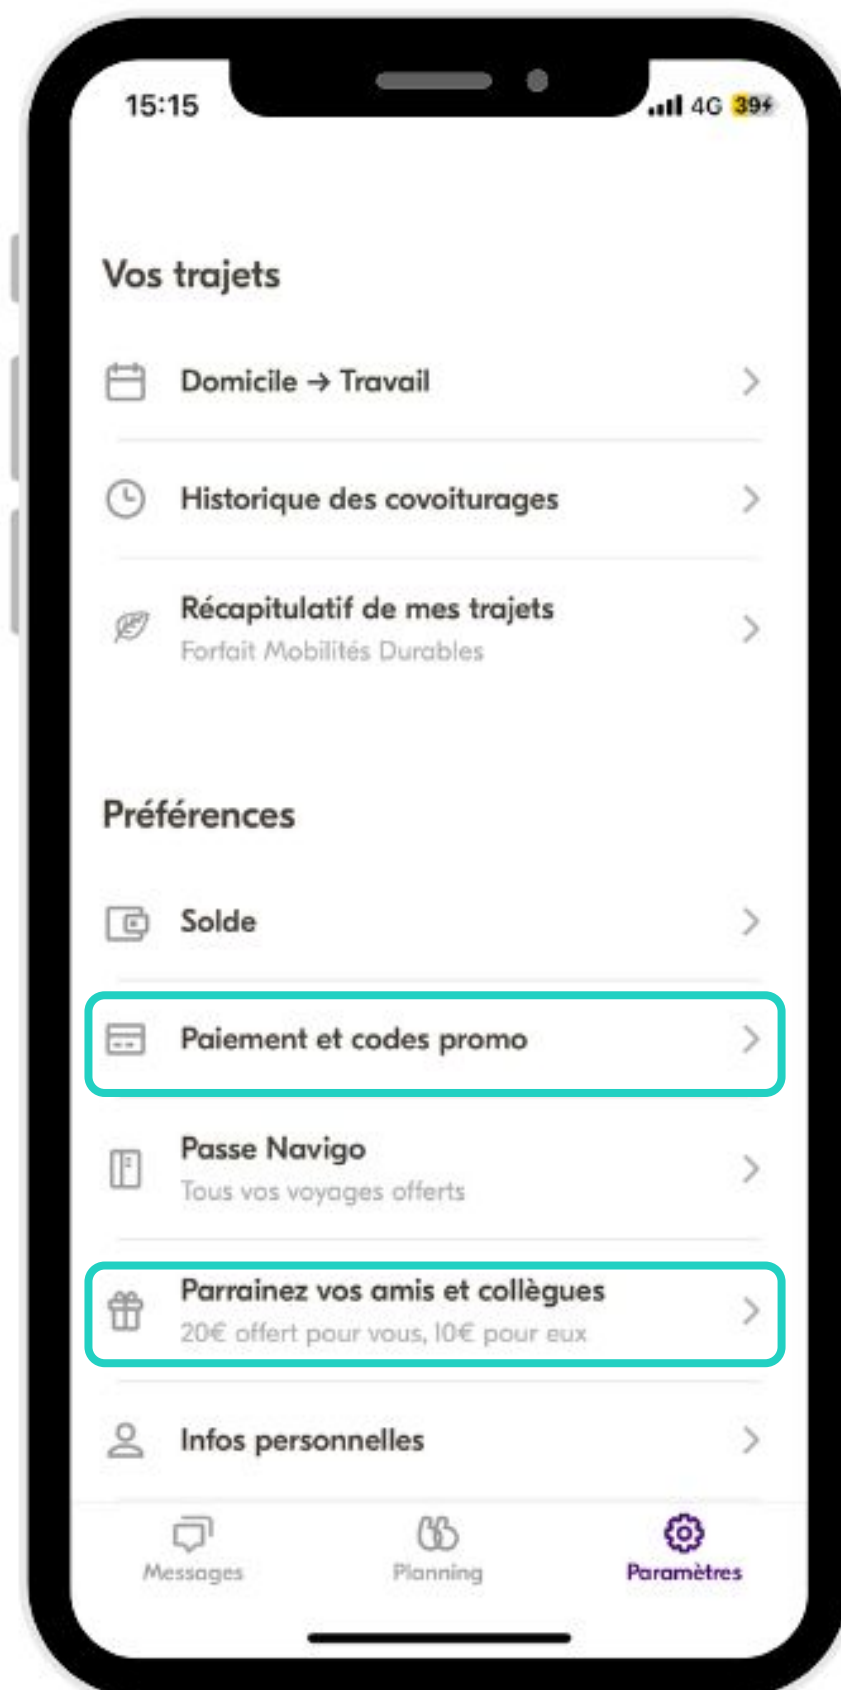 15:15
4G 39
Vos trajets
Domicile → Travail
Historique des covoiturages
Récapitulatif de mes trajets
Forfait Mobilités Durables
Préférences
Solde
Paiement et codes promo
Passe Navigo
Tous vos voyages offerts
Parrainez vos amis et collègues
20€ offert pour vous, 10€ pour eux
Infos personnelles
Messages Planning Paramètres